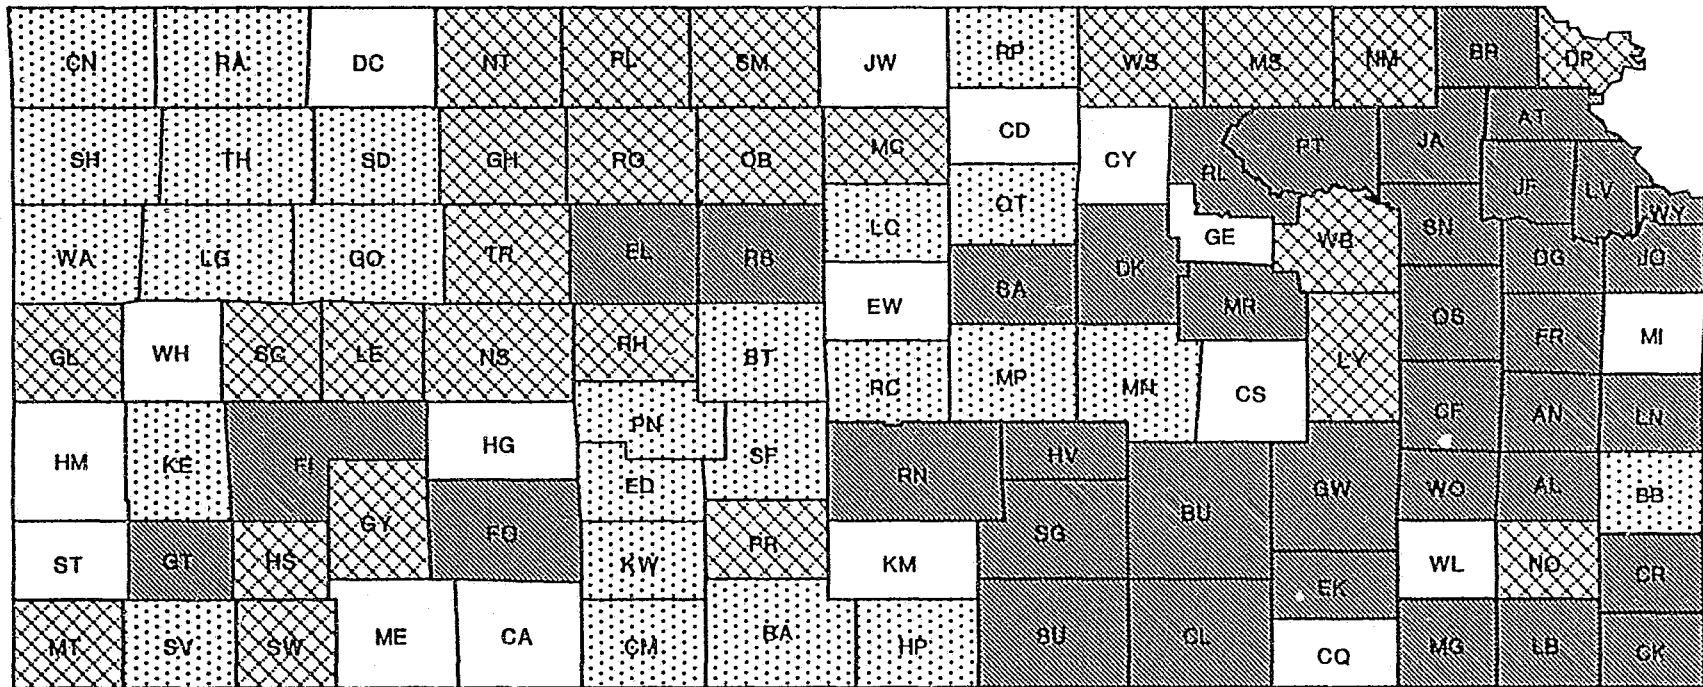 CN RA DC NT PL SM JW RP WS MS NM BR DP
SH TH SD GH RO OB MC CD CY RL PT JA AT
JF LV WY
WA LG GO TR EL RS LC OT DK GE WB SN DG JO
EW SA MR OS FR MI
GL WH SC LE NS RH BT
RC MP MN CS LY CF AN LN
HM KE FI HG PN SF
RN HV GW WO AL BB
ED
ST GT HS GY FO KW PR KM SG BU EK WL NO CR
MT SV SW ME CA CM BA HP SU CL CQ MG LB CK